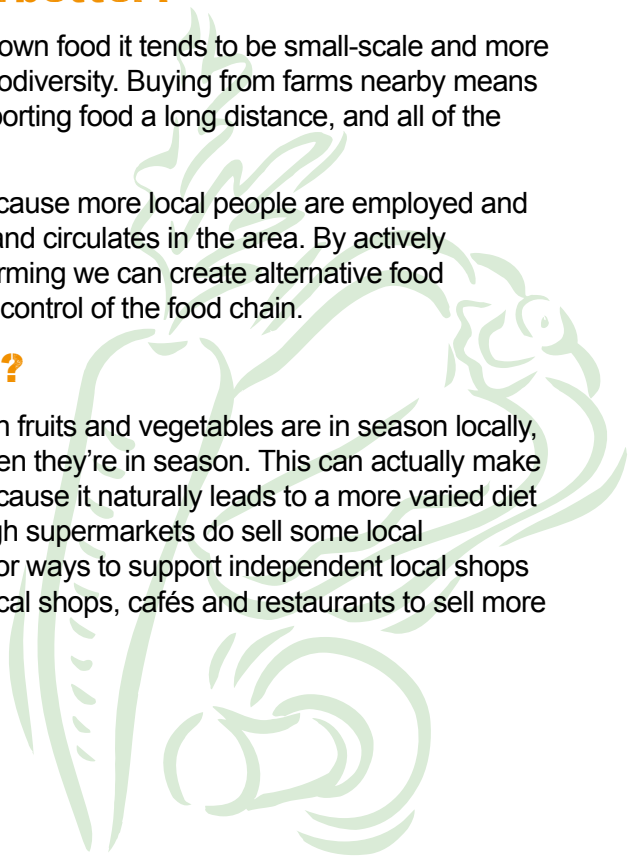 own food it tends to be small-scale and more
odiversity. Buying from farms nearby means
porting food a long distance, and all of the
cause more local people are employed and
and circulates in the area. By actively
rming we can create alternative food
control of the food chain.
?
n fruits and vegetables are in season locally,
en they’re in season. This can actually make
cause it naturally leads to a more varied diet
gh supermarkets do sell some local
or ways to support independent local shops
cal shops, cafés and restaurants to sell more